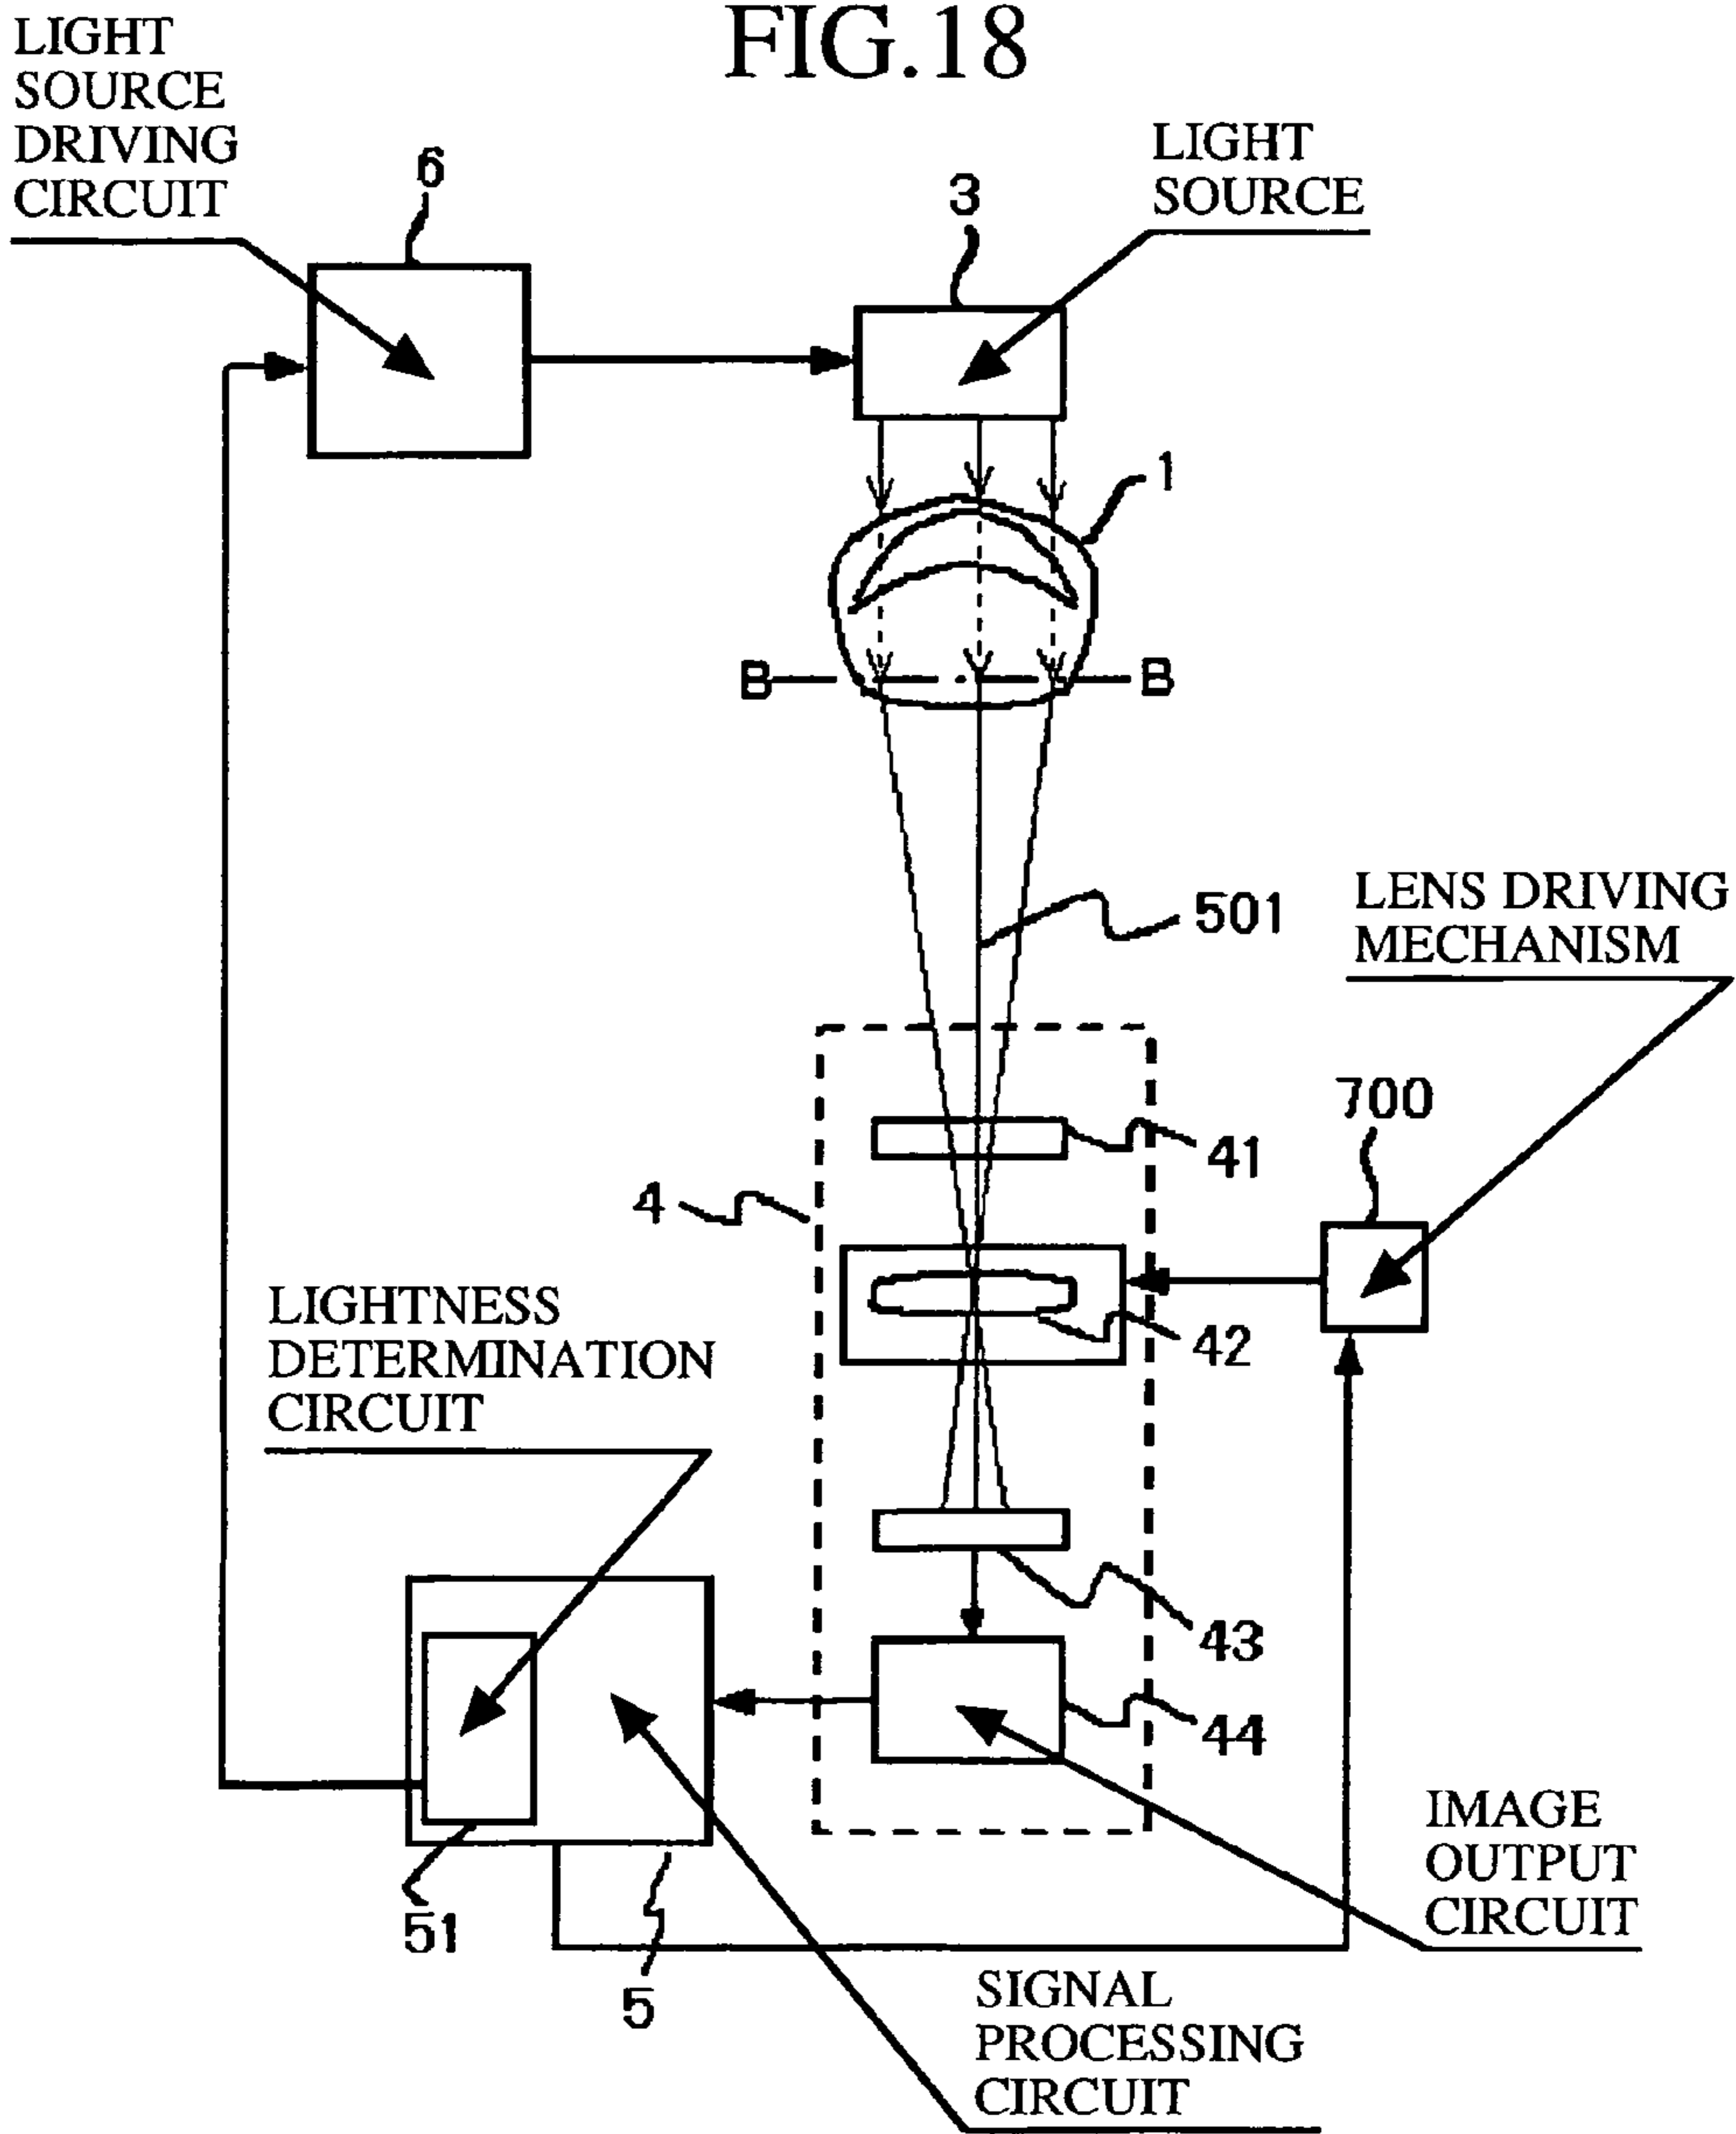 FIG.18
LIGHT
SOURCE
DRIVING
CIRCUIT
6
3
LIGHT
SOURCE
1
B
B
501
LENS DRIVING
MECHANISM
700
41
4
42
LIGHTNESS
DETERMINATION
CIRCUIT
43
44
51
5
IMAGE
OUTPUT
CIRCUIT
SIGNAL
PROCESSING
CIRCUIT